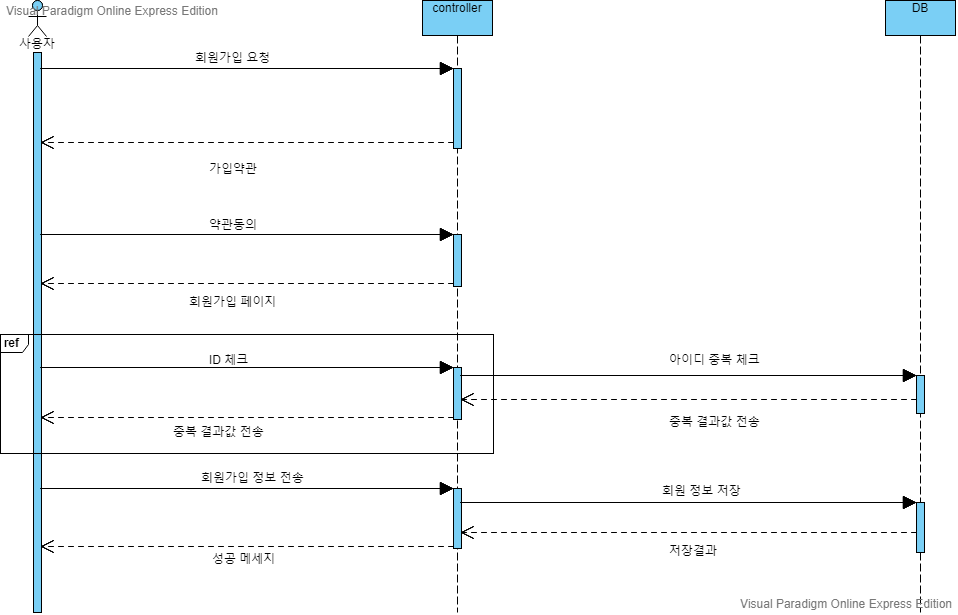 Visual Paradigm Online Express Edition
controller
DB
사용자
회원가입 요청
가입약관
약관동의
회원가입 페이지
ref
ID 체크
아이디 중복 체크
중복 결과값 전송
중복 결과값 전송
회원가입 정보 전송
회원 정보 저장
성공 메세지
저장결과
Visual Paradigm Online Express Edition